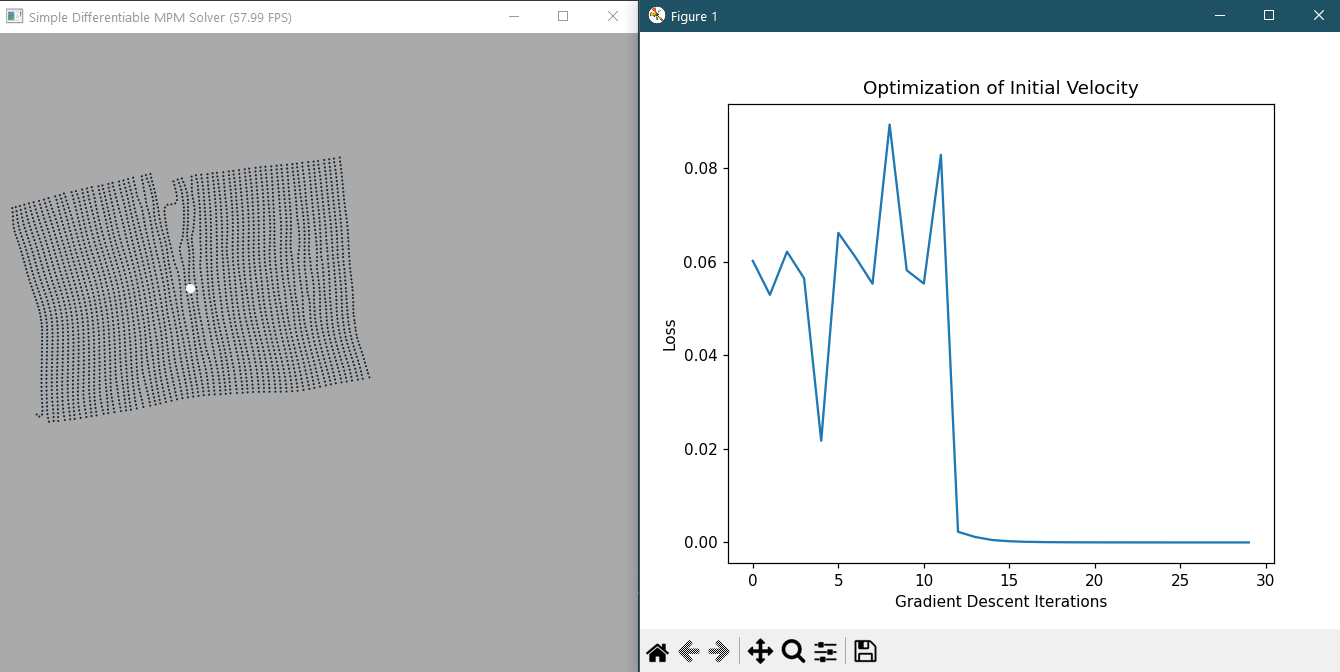 Simple Differentiable MPM Solver (57.99 FPS)
Figure 1
Optimization of Initial Velocity
0.08
0.06
0.04
0.02
0.00
Loss
0 5 10 15 20 25 30
Gradient Descent Iterations